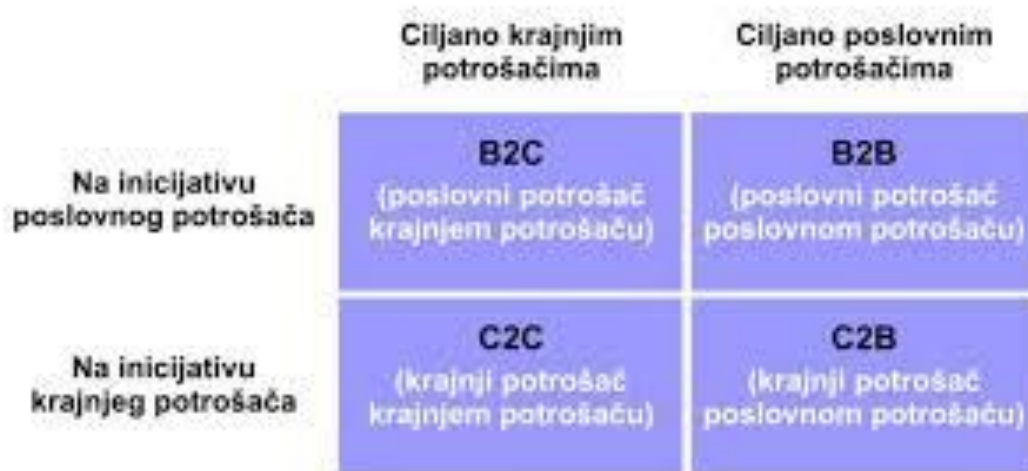 Ciljano krajnjim
potrošačima
Ciljano poslovnim
potrošačima
Na inicijativu
poslovnog potrošača
B2C
(poslovni potrošač
krajnjem potrošaču)
B2B
(poslovni potrošač
poslovnom potrošaču)
Na inicijativu
krajnjeg potrošača
C2C
(krajnji potrošač
krajnjem potrošaču)
C2B
(krajnji potrošač
poslovnom potrošaču)